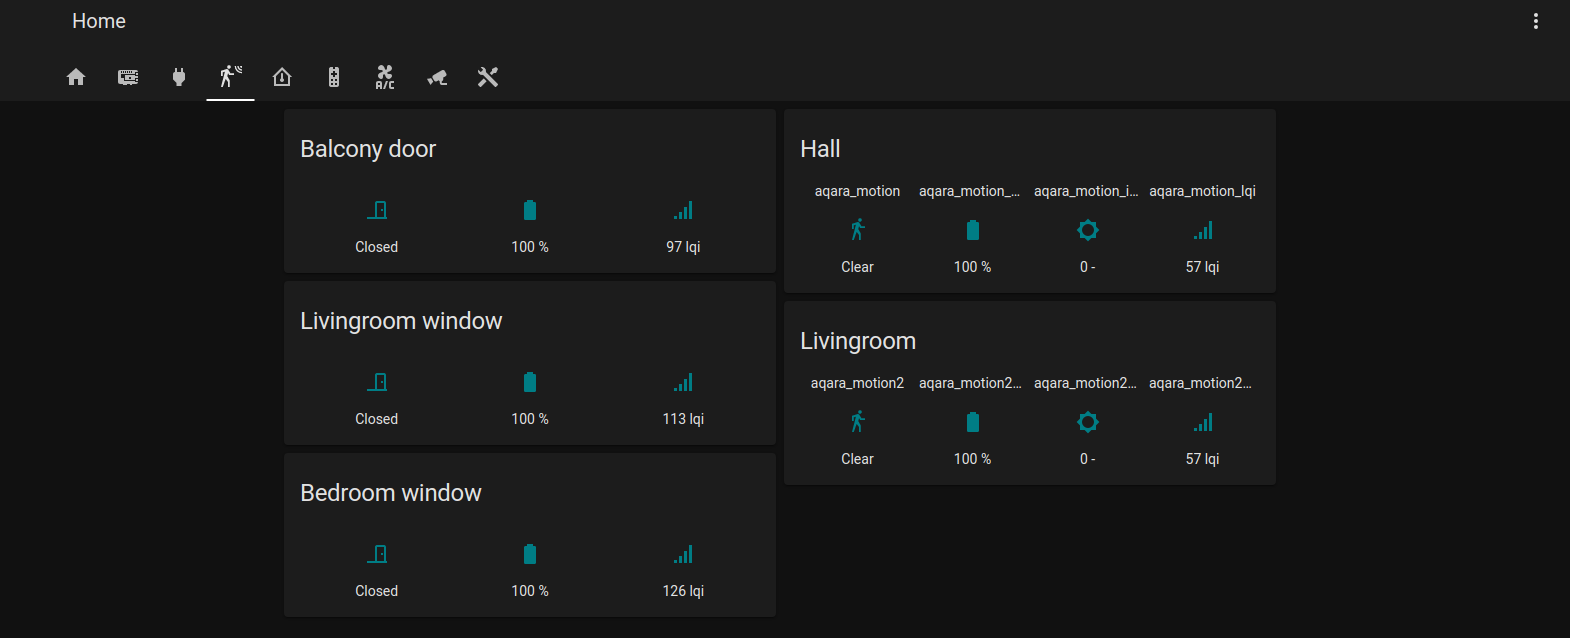 Home
A/C
Balcony door
Closed 100 % 97 lqi
Livingroom window
Closed 100 % 113 lqi
Bedroom window
Closed 100 % 126 lqi
Hall
aqara_motion aqara_motion_... aqara_motion_i... aqara_motion_lqi
Clear 100 % 0 - 57 lqi
Livingroom
aqara_motion2 aqara_motion2... aqara_motion2... aqara_motion2...
Clear 100 % 0 - 57 lqi